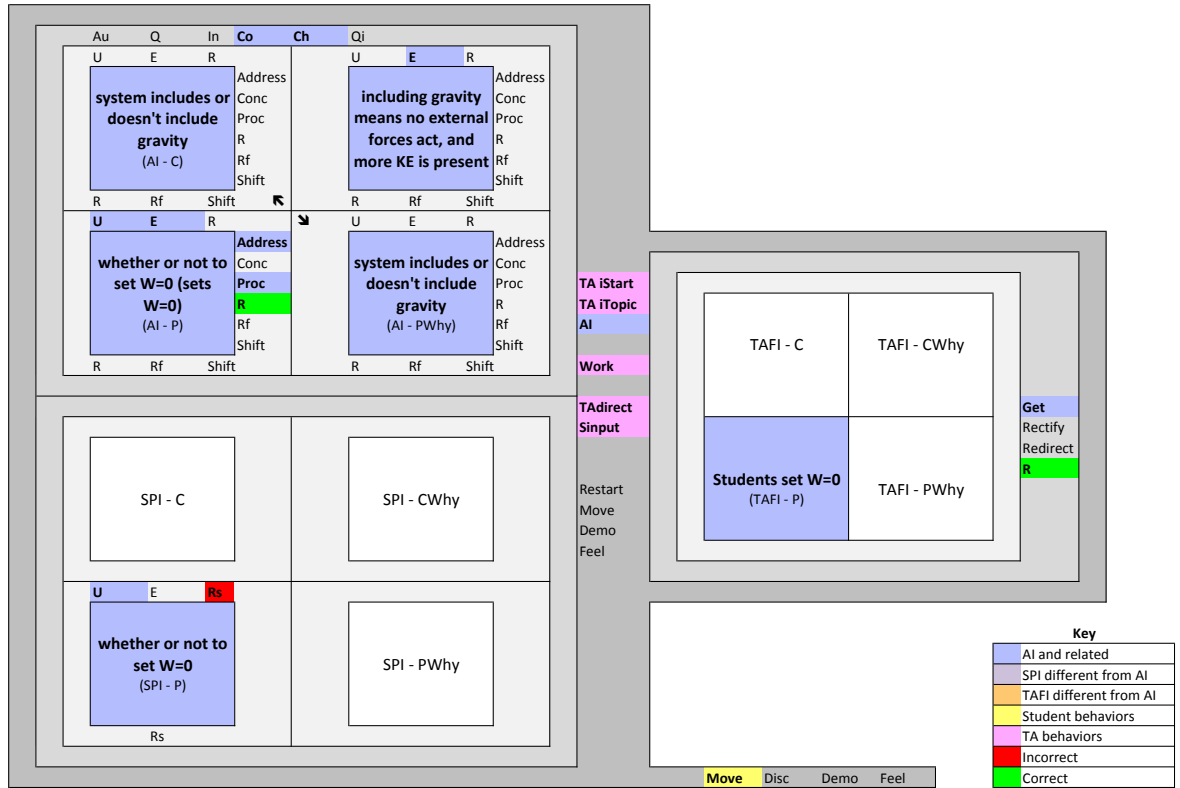 Au Q In Co Ch Qi
U E R
U E R
system includes or
doesn't include
gravity
(AI - C)
Address
Conc
Proc
R
Rf
Shift
R Rf Shift
including gravity
means no external
forces act, and
more KE is present
Address
Conc
Proc
R
Rf
Shift
R Rf Shift
U E R
whether or not to
set W=0 (sets
W=0)
(AI - P)
Address
Conc
Proc
R
Rf
Shift
R Rf Shift
U E R
system includes or
doesn't include
gravity
(AI - PWhy)
Address
Conc
Proc
R
Rf
Shift
R Rf Shift
TA iStart
TA iTopic
AI
Work
TAdirect
Sinput
Restart
Move
Demo
Feel
TAFI - C
TAFI - CWhy
Students set W=0
(TAFI - P)
TAFI - PWhy
Get
Rectify
Redirect
R
SPI - C
SPI - CWhy
U E Rs
whether or not to
set W=0
(SPI - P)
Rs
SPI - PWhy
Move Disc Demo Feel
Key
AI and related
SPI different from AI
TAFI different from AI
Student behaviors
TA behaviors
Incorrect
Correct